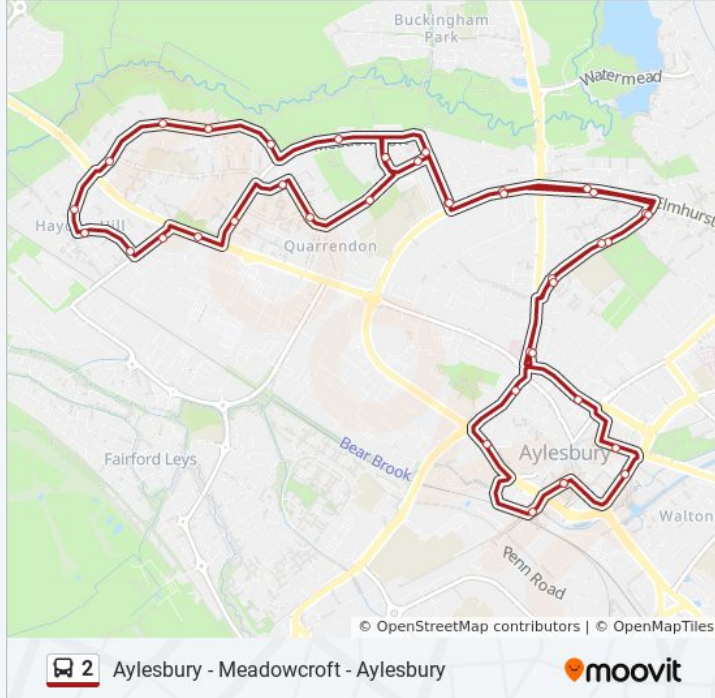 Buckingham
Park
Watermead
Elmhurst
Quarrendon
Fairford Leys
Bear Brook
Aylesbury
Walton
Penn Road
© OpenStreetMap contributors | © OpenMapTiles
2 Aylesbury - Meadowcroft - Aylesbury
moovit